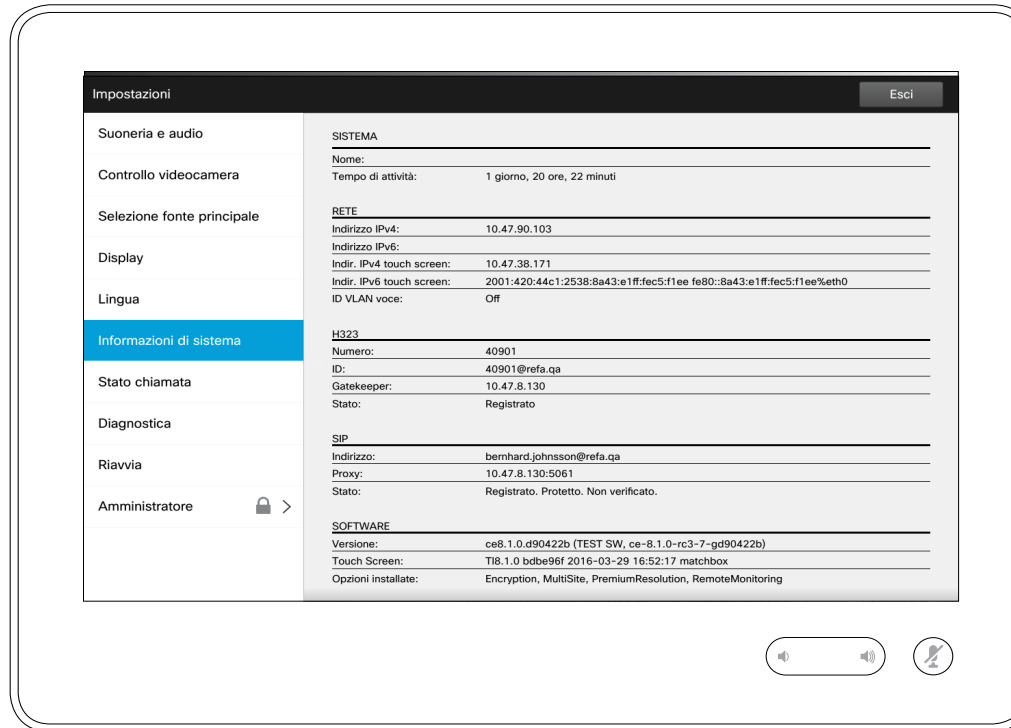 Impostazioni
Esci
Suoneria e audio
Controllo videocamera
Selezione fonte principale
Display
Lingua
Informazioni di sistema
Stato chiamata
Diagnostica
Riavvia
Amministratore
SISTEMA
Nome:
Tempo di attività: 1 giorno, 20 ore, 22 minuti
RETE
Indirizzo IPv4: 10.47.90.103
Indirizzo IPv6:
Indir. IPv4 touch screen: 10.47.38.171
Indir. IPv6 touch screen: 2001:420:44c1:2538:8a43:e1ff:fec5:f1ee fe80::8a43:e1ff:fec5:f1ee%eth0
ID VLAN voce: Off
H323
Numero: 40901
ID: 40901@refa.qa
Gatekeeper: 10.47.8.130
Stato: Registrato
SIP
Indirizzo: bernhard.johnsson@refa.qa
Proxy: 10.47.8.130:5061
Stato: Registrato. Protetto. Non verificato.
SOFTWARE
Versione: ce8.1.0.d90422b (TEST SW, ce-8.1.0-rc3-7-gd90422b)
Touch Screen: TI8.1.0 bdbe96f 2016-03-29 16:52:17 matchbox
Opzioni installate: Encryption, MultiSite, PremiumResolution, RemoteMonitoring